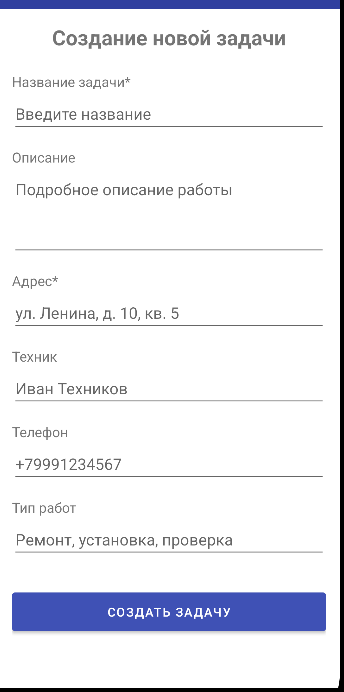 Создание новой задачи
Название задачи*
Введите название
Описание
Подробное описание работы
Адрес*
ул. Ленина, д. 10, кв. 5
Техник
Иван Техников
Телефон
+79991234567
Тип работ
Ремонт, установка, проверка
СОЗДАТЬ ЗАДАЧУ